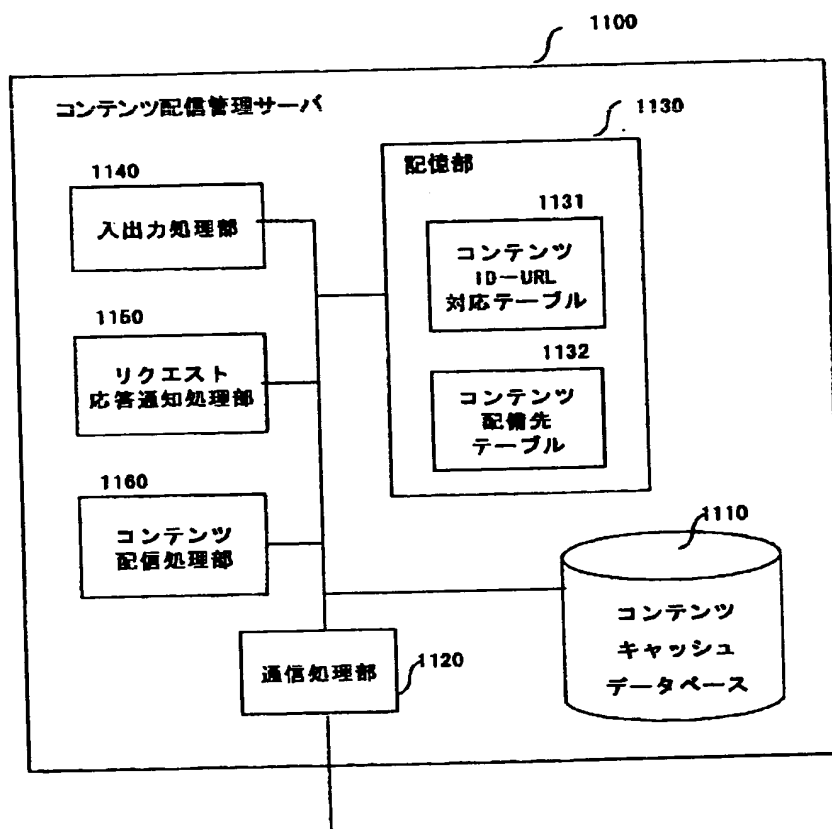 1100
コンテンツ配信管理サーバ
1130
記憶部
1140
入出力処理部
1131
コンテンツ
ID-URL
対応テーブル
1150
リクエスト
応答通知処理部
1132
コンテンツ
配備先
テーブル
1160
コンテンツ
配信処理部
1110
コンテンツ
キャッシュ
データベース
通信処理部
1120